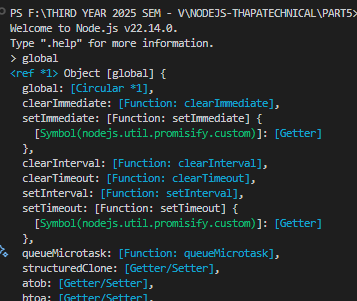 PS F:\THIRD YEAR 2025 SEM - V\NODEJS-THAPATECHNICAL\PART5>
Welcome to Node.js v22.14.0.
Type ".help" for more information.
> global
<ref *1> Object [global] {
  global: [Circular *1],
  clearImmediate: [Function: clearImmediate],
  setImmediate: [Function: setImmediate] {
    [Symbol(nodejs.util.promisify.custom)]: [Getter]
  },
  clearInterval: [Function: clearInterval],
  clearTimeout: [Function: clearTimeout],
  setInterval: [Function: setInterval],
  setTimeout: [Function: setTimeout] {
    [Symbol(nodejs.util.promisify.custom)]: [Getter]
  },
  queueMicrotask: [Function: queueMicrotask],
  structuredClone: [Getter/Setter],
  atob: [Getter/Setter],
  btoa: [Getter/Setter],